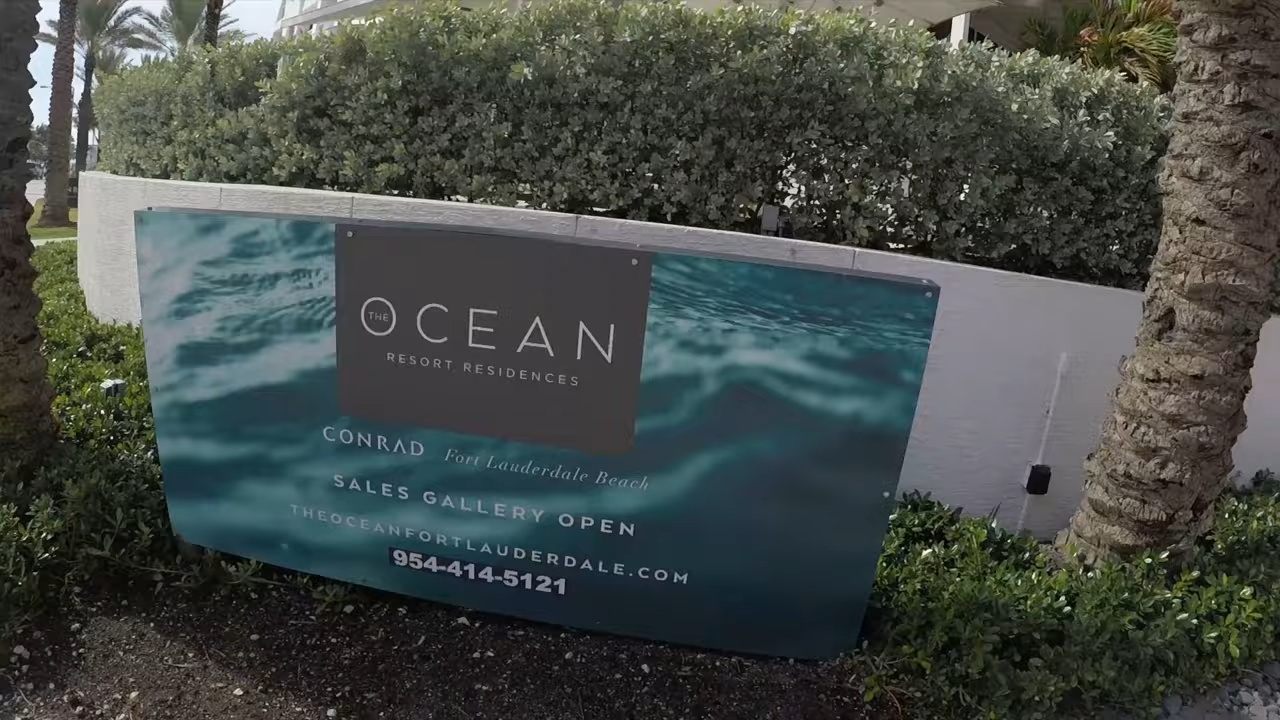 THE OCEAN
RESORT RESIDENCES
CONRAD Fort Lauderdale Beach
SALES GALLERY OPEN
THEOCEANFORTLAUDERDALE.COM
954-414-5121